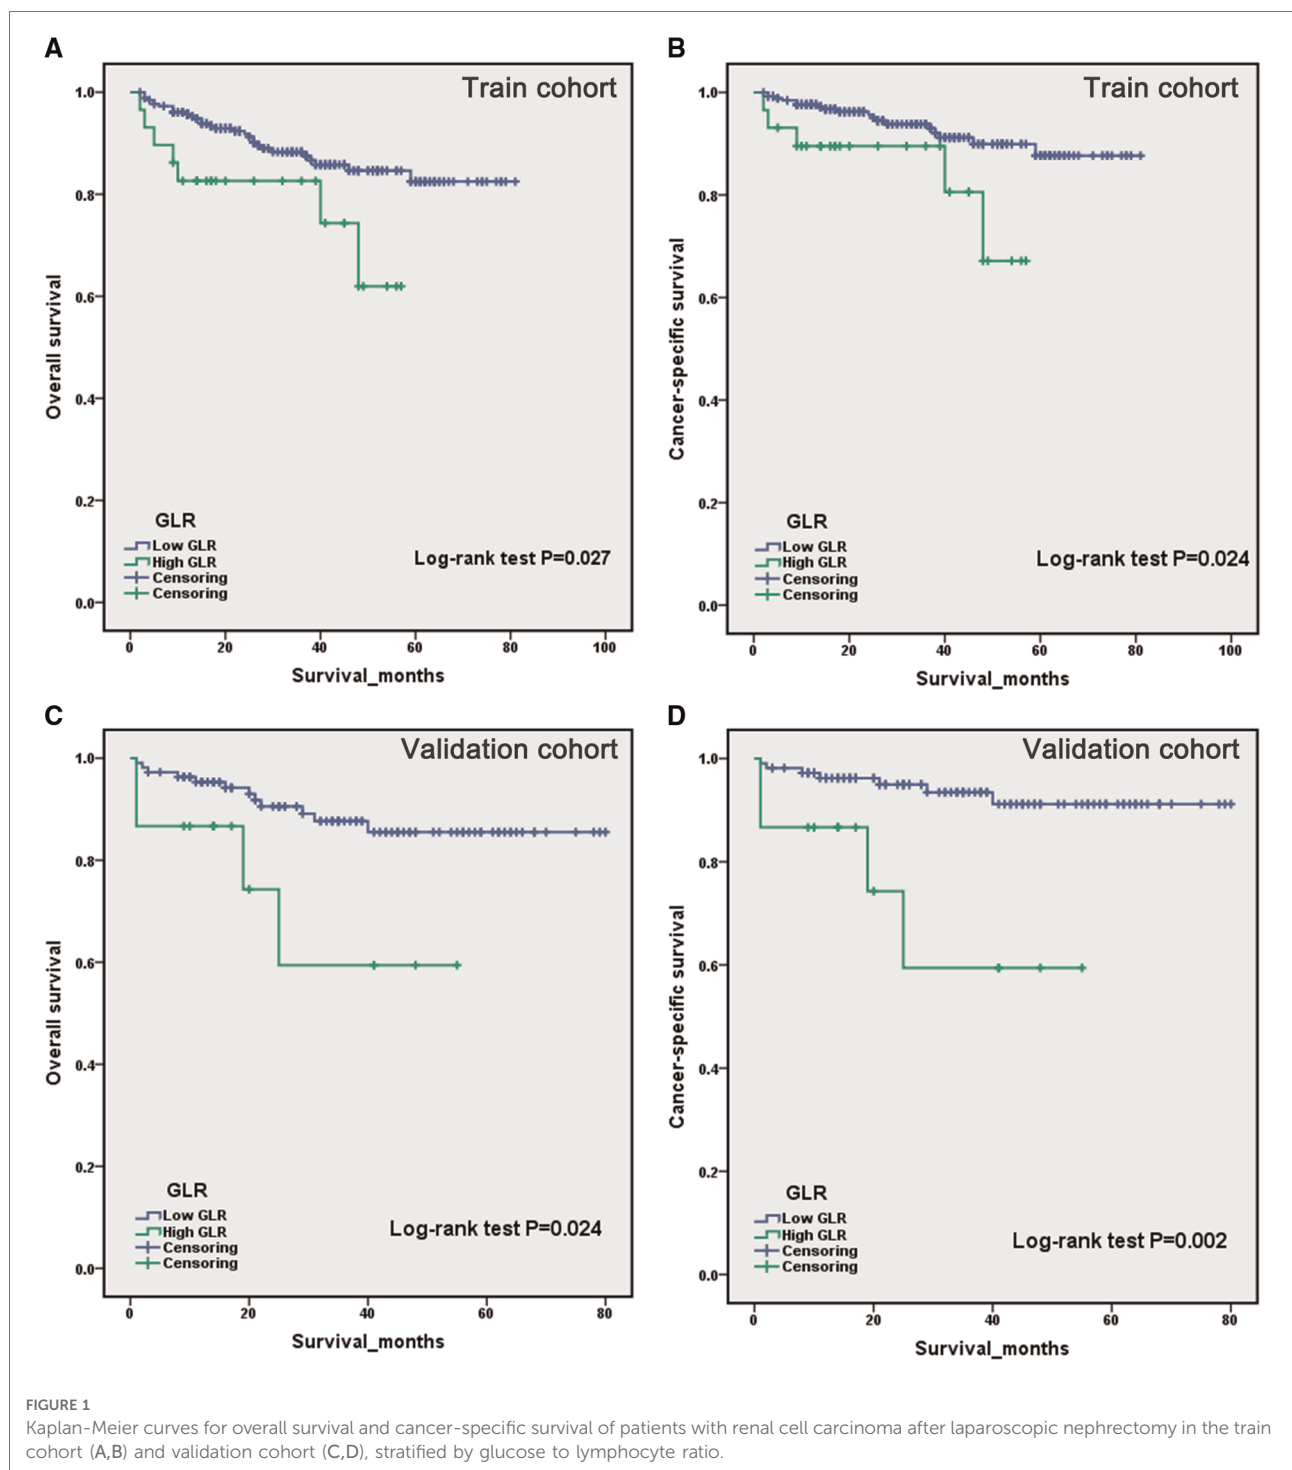 A
Train cohort
1.0
0.8
0.6
0.4
0.2
0.0
Overall survival
GLR
Low GLR
High GLR
Censoring
Censoring
Log-rank test P=0.027
0 20 40 60 80 100
Survival_months
B
Train cohort
1.0
0.8
0.6
0.4
0.2
0.0
Cancer-specific survival
GLR
Low GLR
High GLR
Censoring
Censoring
Log-rank test P=0.024
0 20 40 60 80 100
Survival_months
C
Validation cohort
1.0
0.8
0.6
0.4
0.2
0.0
Overall survival
GLR
Low GLR
High GLR
Censoring
Censoring
Log-rank test P=0.024
0 20 40 60 80
Survival_months
D
Validation cohort
1.0
0.8
0.6
0.4
0.2
0.0
Cancer-specific survival
GLR
Low GLR
High GLR
Censoring
Censoring
Log-rank test P=0.002
0 20 40 60 80
Survival_months
FIGURE 1
Kaplan-Meier curves for overall survival and cancer-specific survival of patients with renal cell carcinoma after laparoscopic nephrectomy in the train
cohort (A,B) and validation cohort (C,D), stratified by glucose to lymphocyte ratio.